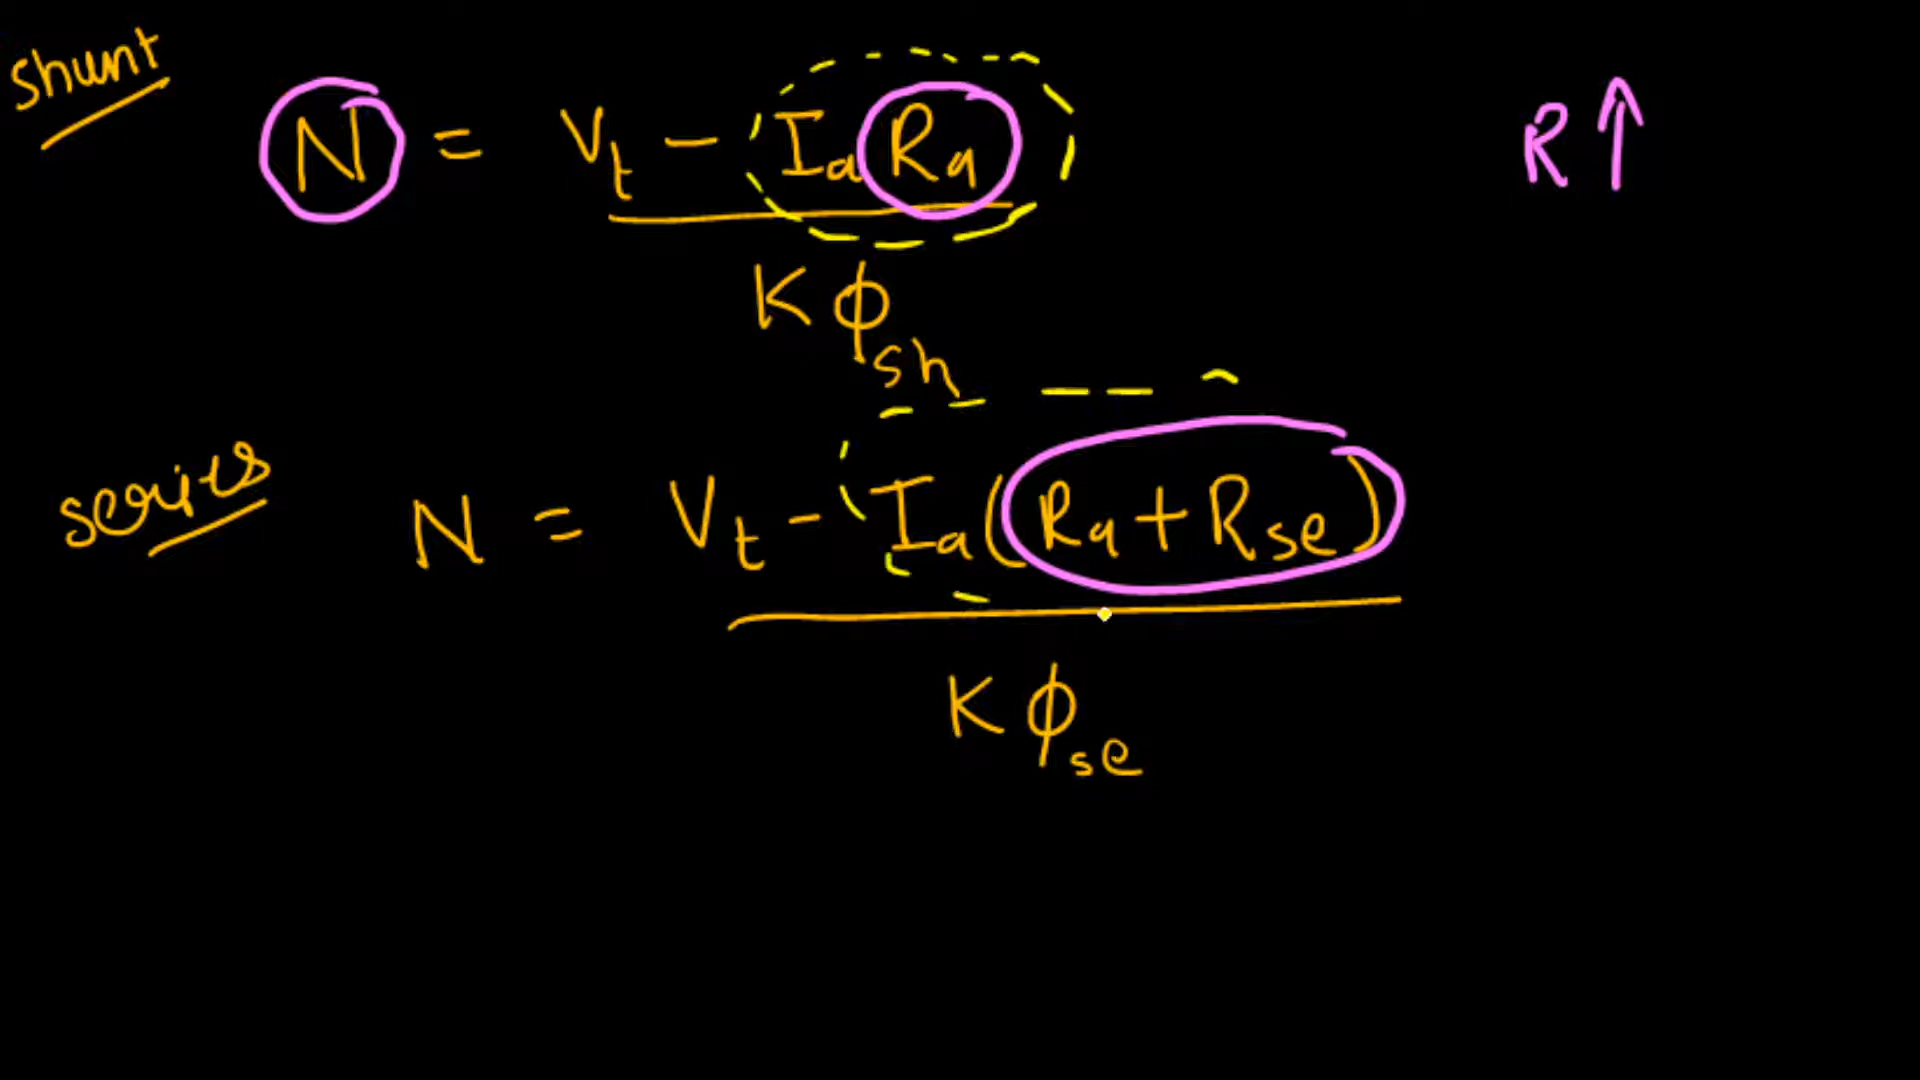 shunt
N = Vt - IaRa
R↑
Kϕsh
series
N = Vt - Ia(Ra+Rse)
Kϕse